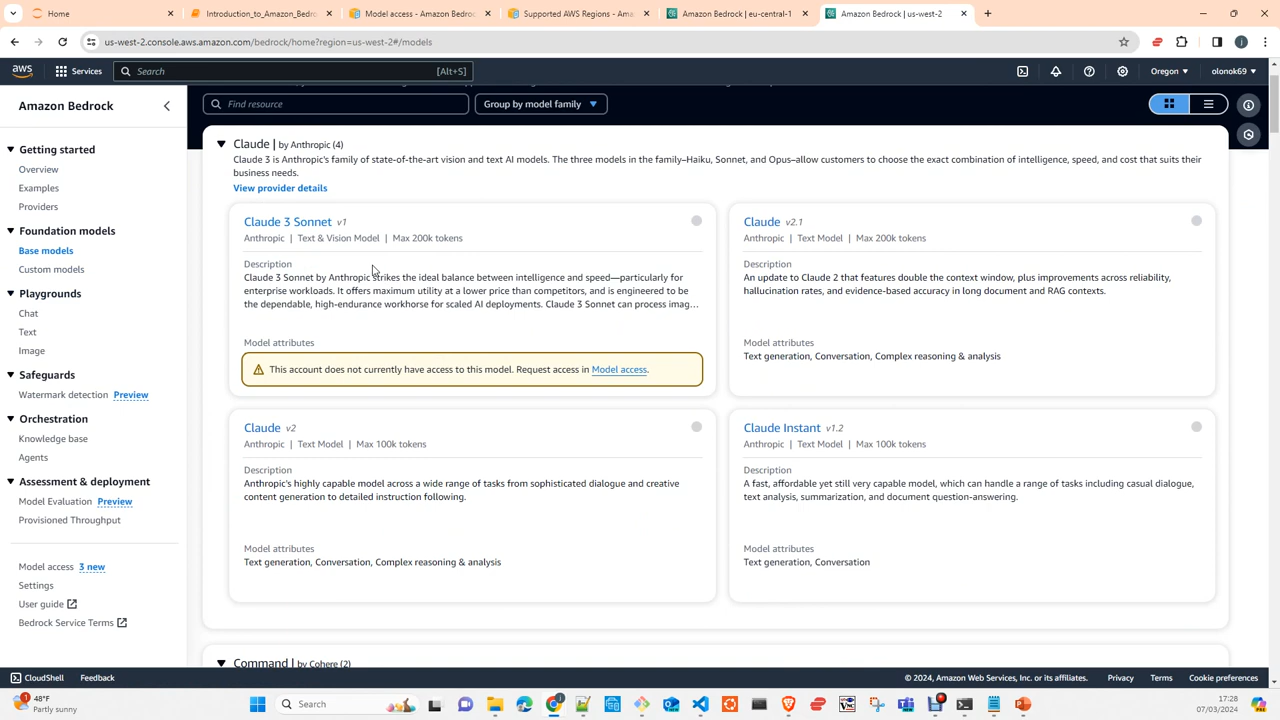 Home
Introduction_to_Amazon_Bedr
Model access - Amazon Bedroc
Supported AWS Regions - Amaz
Amazon Bedrock | eu-central-1
Amazon Bedrock | us-west-2
us-west-2.console.aws.amazon.com/bedrock/home?region=us-west-2#/models
aws
Services
Search
[Alt+S]
Oregon
olonok69
Amazon Bedrock
Getting started
Overview
Examples
Providers
Foundation models
Base models
Custom models
Playgrounds
Chat
Text
Image
Safeguards
Watermark detection Preview
Orchestration
Knowledge base
Agents
Assessment & deployment
Model Evaluation Preview
Provisioned Throughput
Model access 3 new
Settings
User guide
Bedrock Service Terms
Find resource
Group by model family
Claude | by Anthropic (4)
Claude 3 is Anthropic's family of state-of-the-art vision and text AI models. The three models in the family–Haiku, Sonnet, and Opus–allow customers to choose the exact combination of intelligence, speed, and cost that suits their
business needs.
View provider details
Claude 3 Sonnet v1
Anthropic | Text & Vision Model | Max 200k tokens
Description
Claude 3 Sonnet by Anthropic strikes the ideal balance between intelligence and speed—particularly for
enterprise workloads. It offers maximum utility at a lower price than competitors, and is engineered to be
the dependable, high-endurance workhorse for scaled AI deployments. Claude 3 Sonnet can process imag...
Model attributes
This account does not currently have access to this model. Request access in Model access.
Claude v2.1
Anthropic | Text Model | Max 200k tokens
Description
An update to Claude 2 that features double the context window, plus improvements across reliability,
hallucination rates, and evidence-based accuracy in long document and RAG contexts.
Model attributes
Text generation, Conversation, Complex reasoning & analysis
Claude v2
Anthropic | Text Model | Max 100k tokens
Description
Anthropic's highly capable model across a wide range of tasks from sophisticated dialogue and creative
content generation to detailed instruction following.
Model attributes
Text generation, Conversation, Complex reasoning & analysis
Claude Instant v1.2
Anthropic | Text Model | Max 100k tokens
Description
A fast, affordable yet still very capable model, which can handle a range of tasks including casual dialogue,
text analysis, summarization, and document question-answering.
Model attributes
Text generation, Conversation
Command | by Cohere (2)
CloudShell
Feedback
© 2024, Amazon Web Services, Inc. or its affiliates.
Privacy
Terms
Cookie preferences
48°F
Partly sunny
Search
17:28
07/03/2024